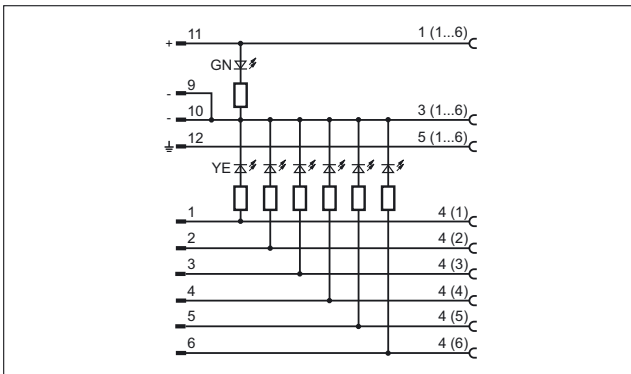 + 11 1 (1...6)
GN
- 9
- 10 3 (1...6)
12 5 (1...6)
YE
1 4 (1)
2 4 (2)
3 4 (3)
4 4 (4)
5 4 (5)
6 4 (6)